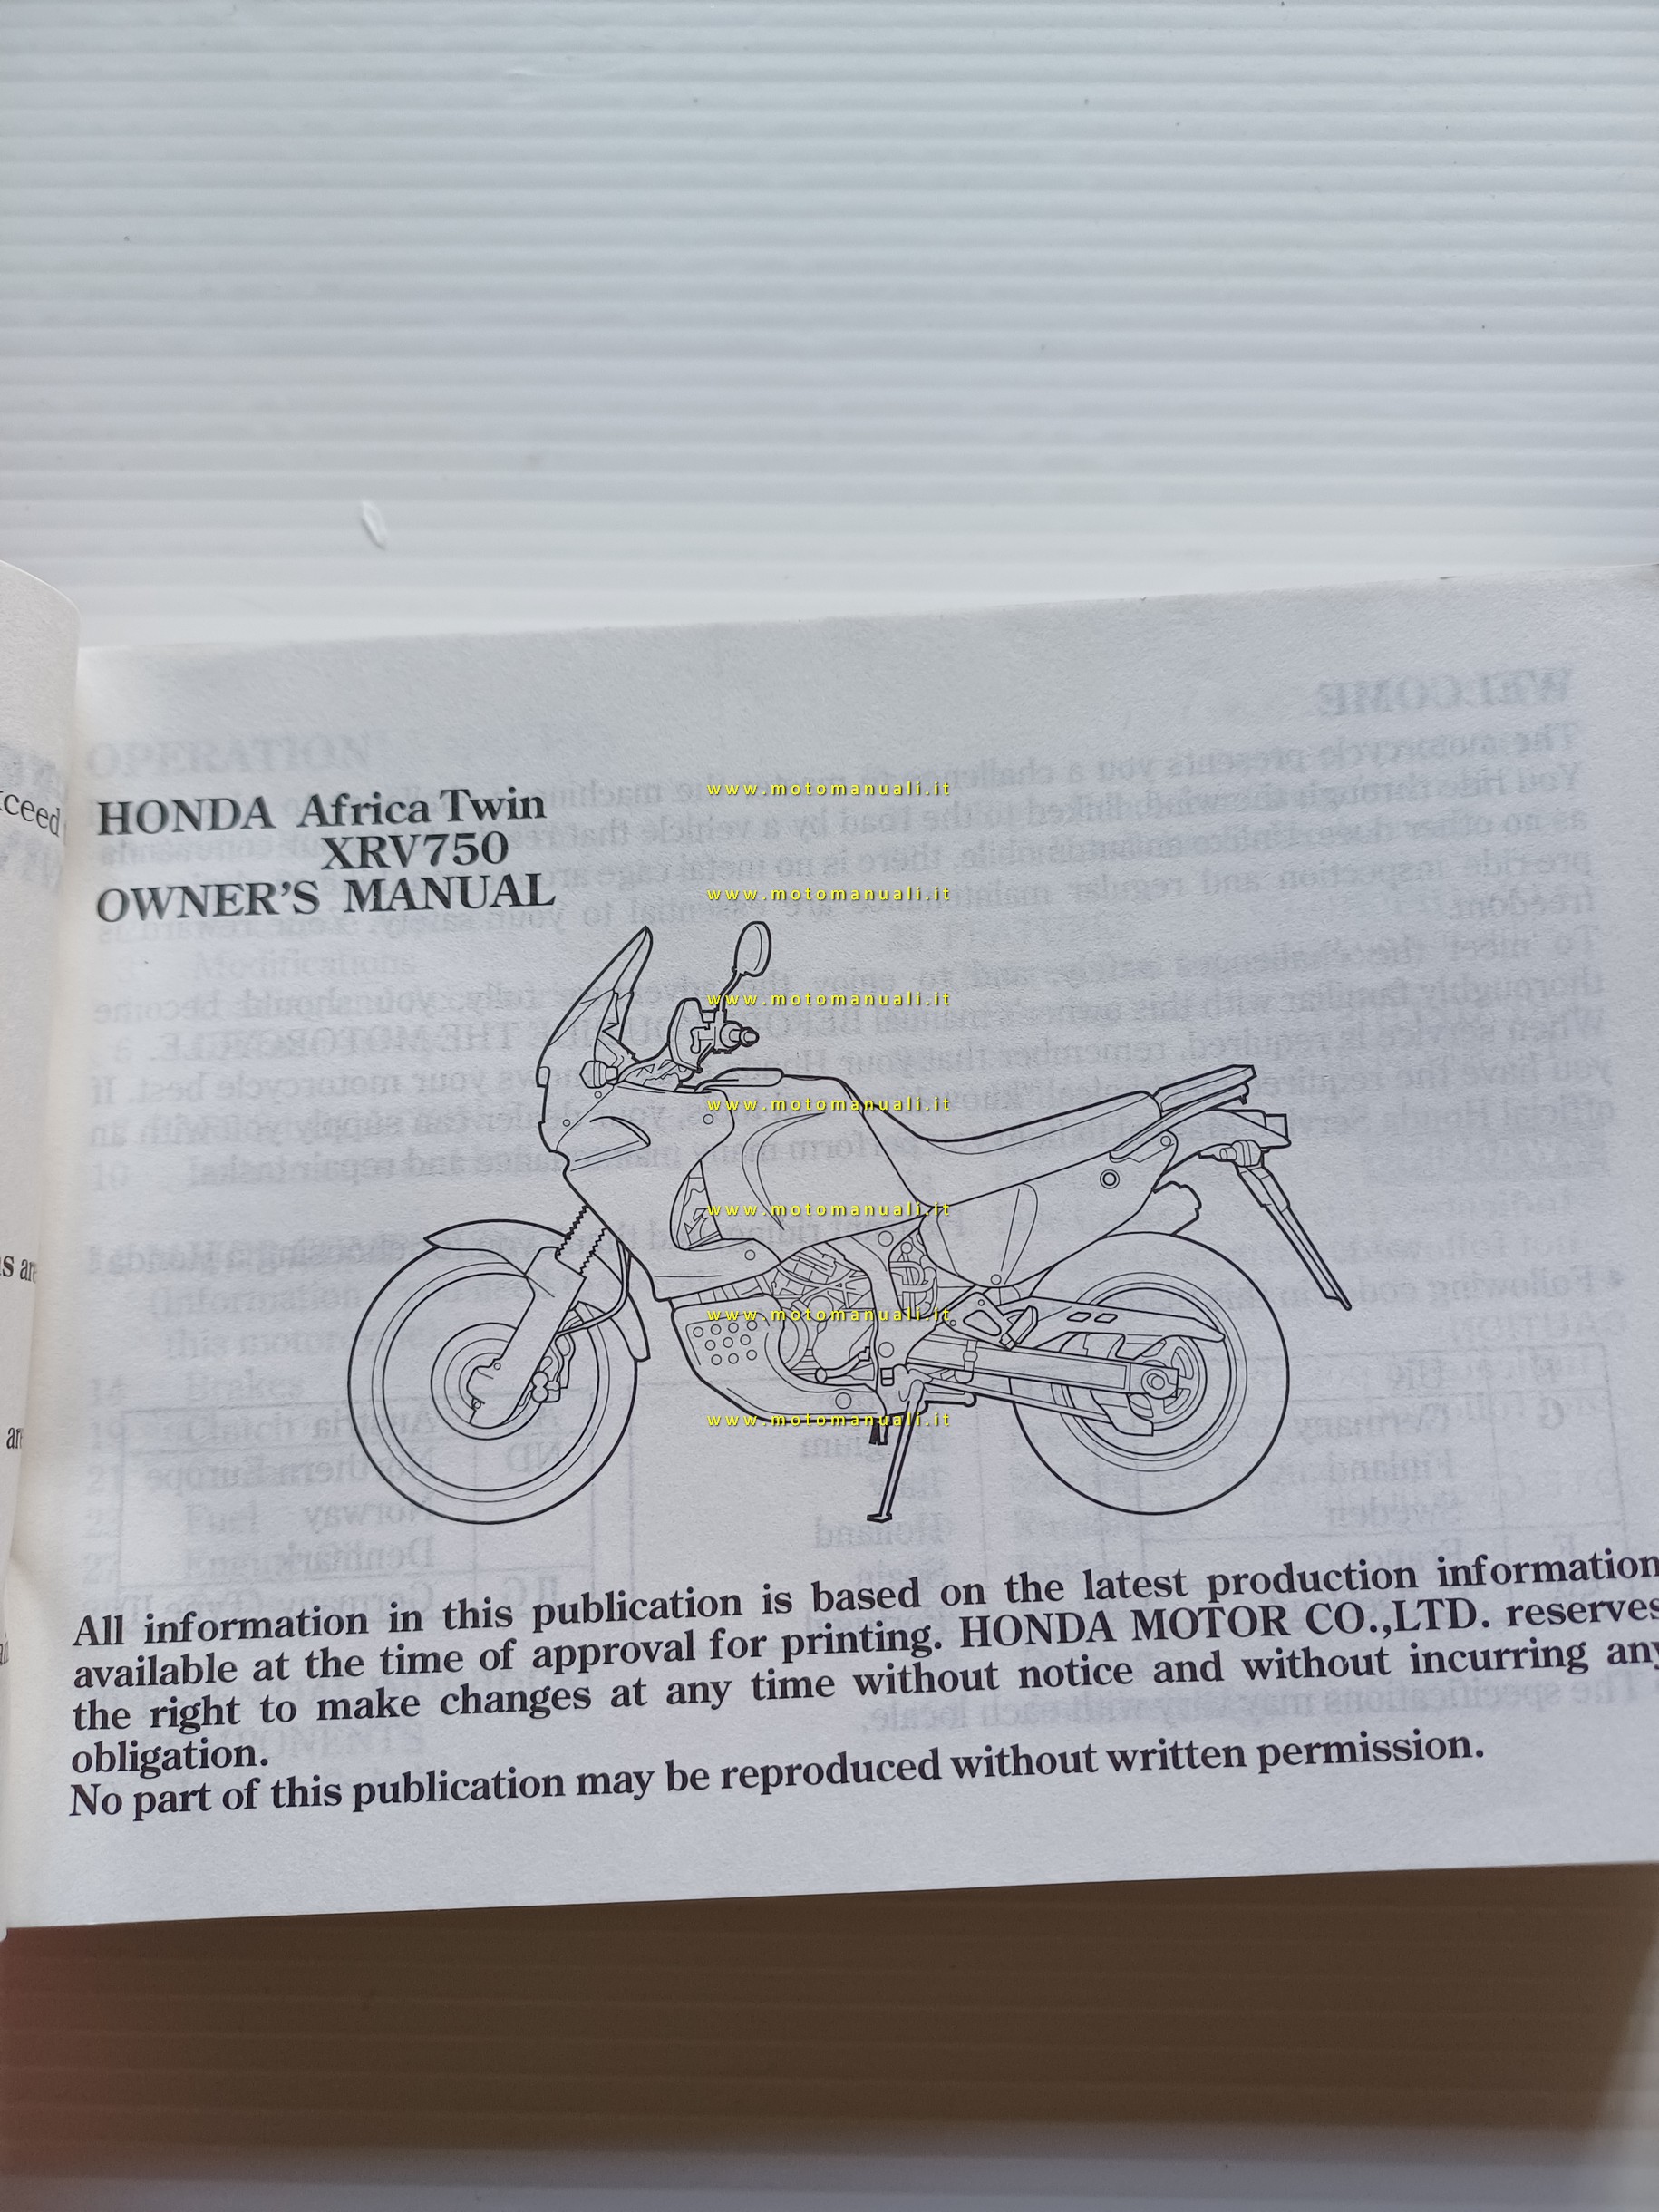 HONDA Africa Twin
XRV750
OWNER'S MANUAL
www.motomanuali.it
www.motomanuali.it
www.motomanuali.it
www.motomanuali.it
www.motomanuali.it
www.motomanuali.it
www.motomanuali.it
All information in this publication is based on the latest production information
available at the time of approval for printing. HONDA MOTOR CO.,LTD. reserves
the right to make changes at any time without notice and without incurring any
obligation.
No part of this publication may be reproduced without written permission.